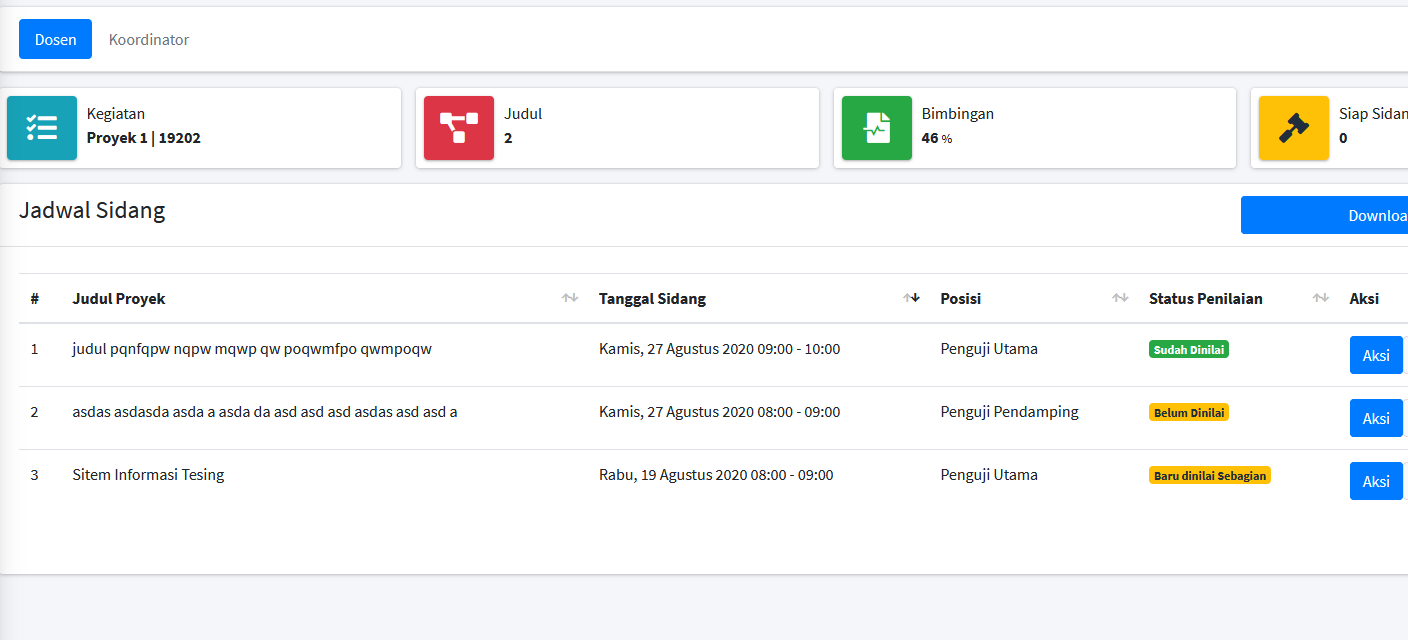 Dosen Koordinator
Kegiatan
Proyek 1 | 19202
Judul
2
Bimbingan
46 %
Siap Sidan
0
Jadwal Sidang
Downloa
# Judul Proyek Tanggal Sidang Posisi Status Penilaian Aksi
1 judul pqnfqpw nqpw mqwp qw poqwmfpo qwmpoqw Kamis, 27 Agustus 2020 09:00 - 10:00 Penguji Utama Sudah Dinilai Aksi
2 asdas asdasda asda a asda da asd asd asd asdas asd asd a Kamis, 27 Agustus 2020 08:00 - 09:00 Penguji Pendamping Belum Dinilai Aksi
3 Sitem Informasi Tesing Rabu, 19 Agustus 2020 08:00 - 09:00 Penguji Utama Baru dinilai Sebagian Aksi